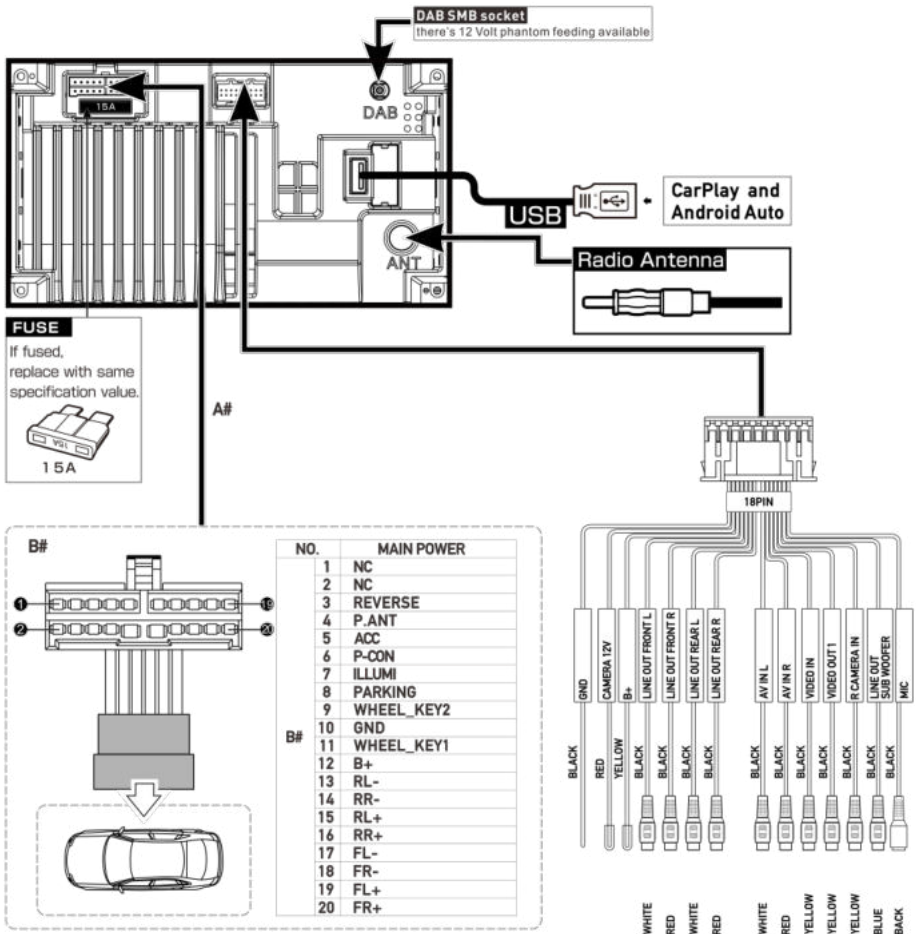 DAB SMB socket
there's 12 Volt phantom feeding available
15A
DAB
USB
CarPlay and
Android Auto
ANT
Radio Antenna
FUSE
If fused,
replace with same
specification value.
15A
15A
A#
18PIN
B#
1
19
2
20
NO. MAIN POWER
B#
1 NC
2 NC
3 REVERSE
4 P.ANT
5 ACC
6 P-CON
7 ILLUMI
8 PARKING
9 WHEEL_KEY2
10 GND
11 WHEEL_KEY1
12 B+
13 RL-
14 RR-
15 RL+
16 RR+
17 FL-
18 FR-
19 FL+
20 FR+
GND
CAMERA 12V
B+
LINE OUT FRONT L
LINE OUT FRONT R
LINE OUT REAR L
LINE OUT REAR R
AV IN L
AV IN R
VIDEO IN
VIDEO OUT 1
R CAMERA IN
LINE OUT
SUB WOOFER
MIC
BLACK
RED
YELLOW
BLACK
BLACK
BLACK
BLACK
BLACK
BLACK
BLACK
BLACK
BLACK
BLACK
BLACK
WHITE
RED
WHITE
RED
WHITE
RED
YELLOW
YELLOW
YELLOW
BLUE
BACK